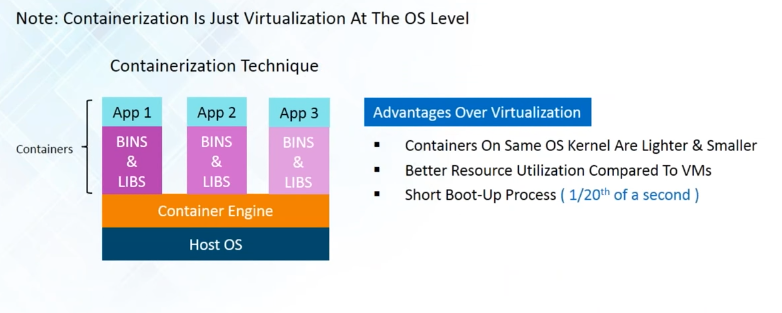 Note: Containerization Is Just Virtualization At The OS Level
Containerization Technique
App 1
App 2
App 3
Containers
BINS
&
LIBS
BINS
&
LIBS
BINS
&
LIBS
Container Engine
Host OS
Advantages Over Virtualization
▪ Containers On Same OS Kernel Are Lighter & Smaller
▪ Better Resource Utilization Compared To VMs
▪ Short Boot-Up Process ( 1/20th of a second )